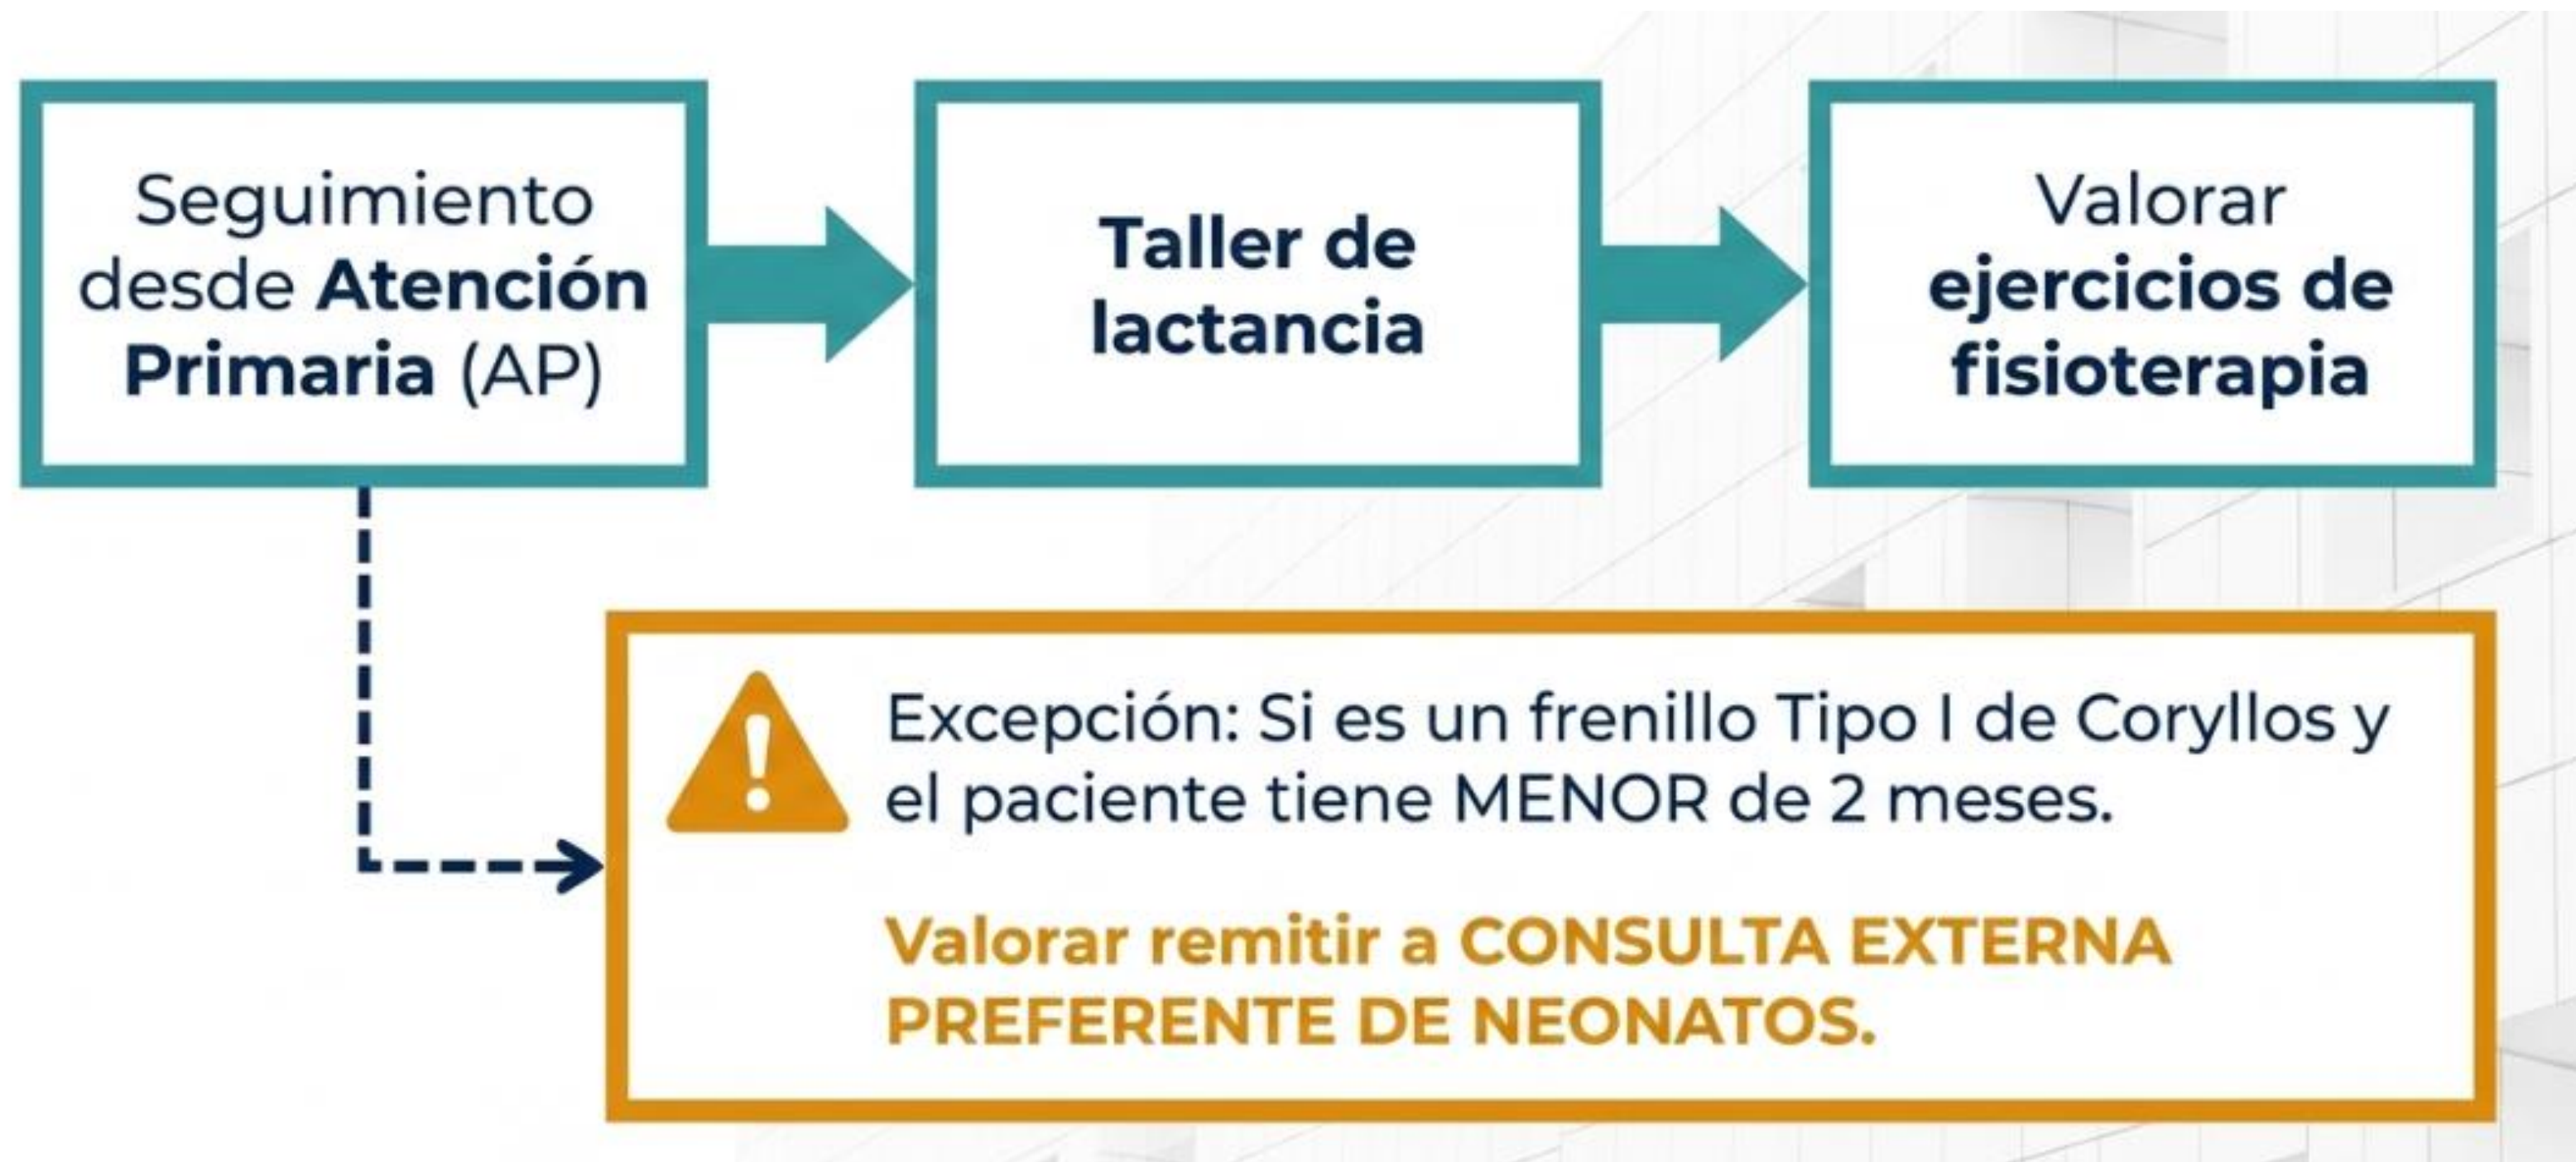 Seguimiento
desde Atención
Primaria (AP)
Taller de
lactancia
Valorar
ejercicios de
fisioterapia
Excepción: Si es un frenillo Tipo I de Coryllos y
el paciente tiene MENOR de 2 meses.
Valorar remitir a CONSULTA EXTERNA
PREFERENTE DE NEONATOS.